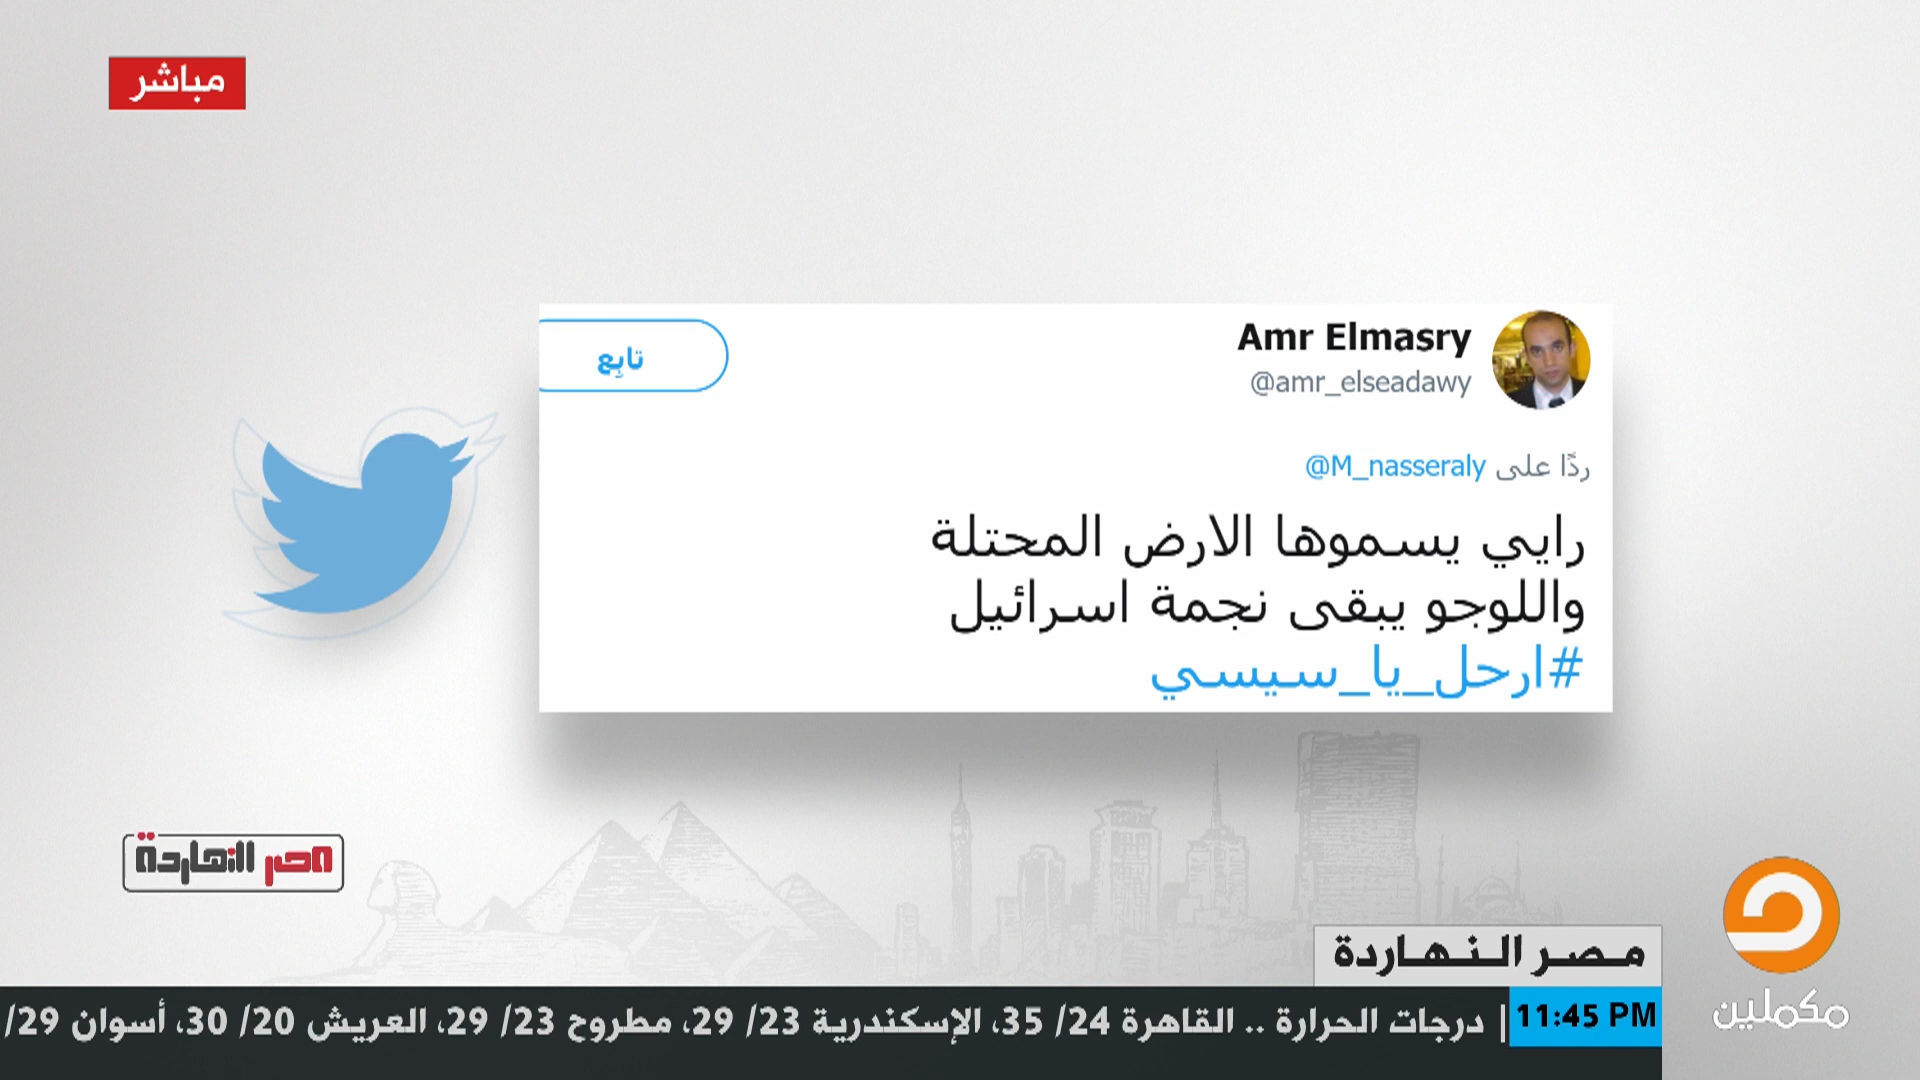 مباشر
Amr Elmasry
تابِع
@amr_elseadawy
ردًا على @M_nasseraly
رايي يسموها الارض المحتلة
واللوجو يبقى نجمة اسرائيل
#ارحل_يا_سيسي
مصر النهاردة
مصر النهاردة
مكملين
11:45 PM
درجات الحرارة .. القاهرة 24/ 35، الإسكندرية 23/ 29، مطروح 23/ 29، العريش 20/ 30، أسوان 29/